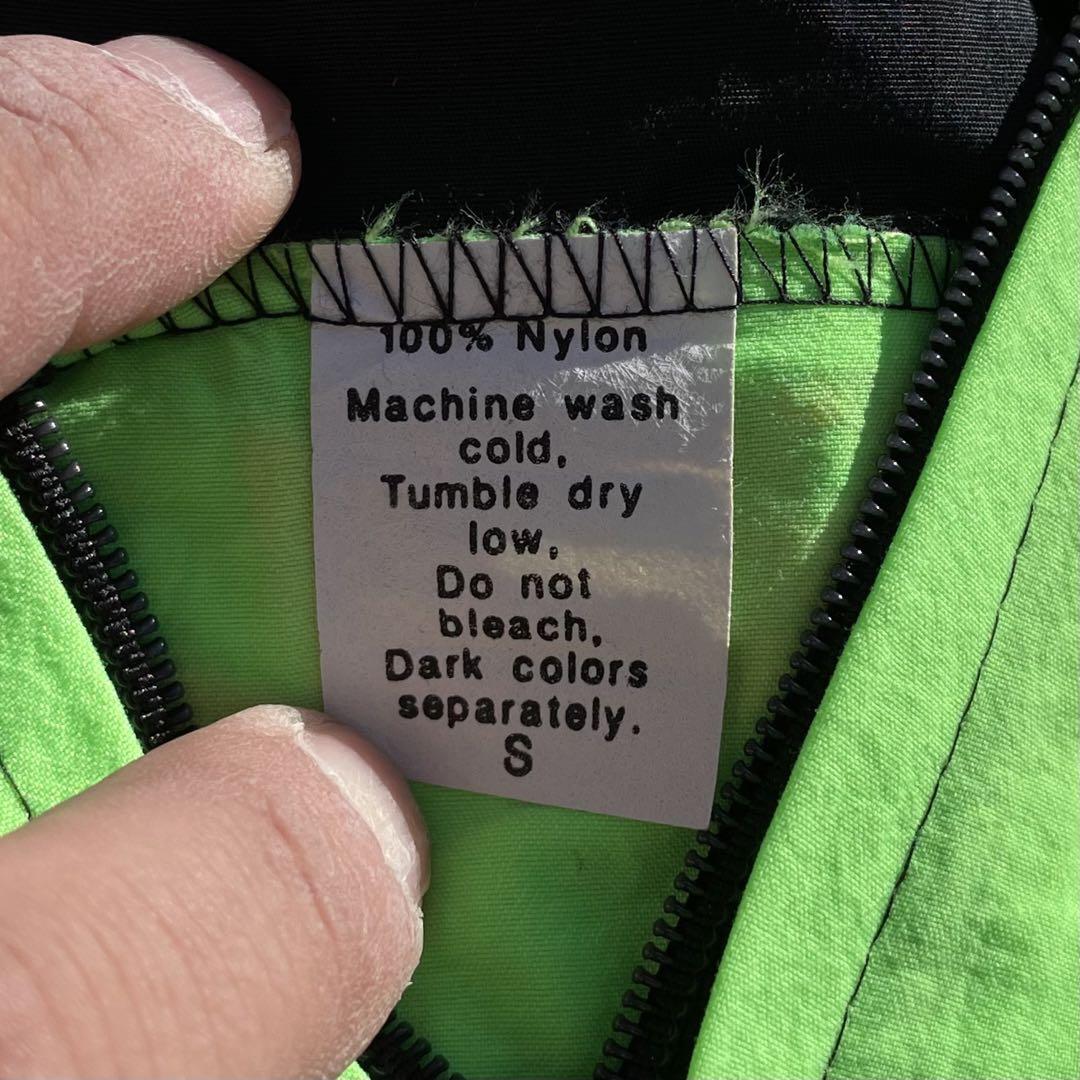 100% Nylon
Machine wash
cold,
Tumble dry
low,
Do not
bleach,
Dark colors
separately.
S